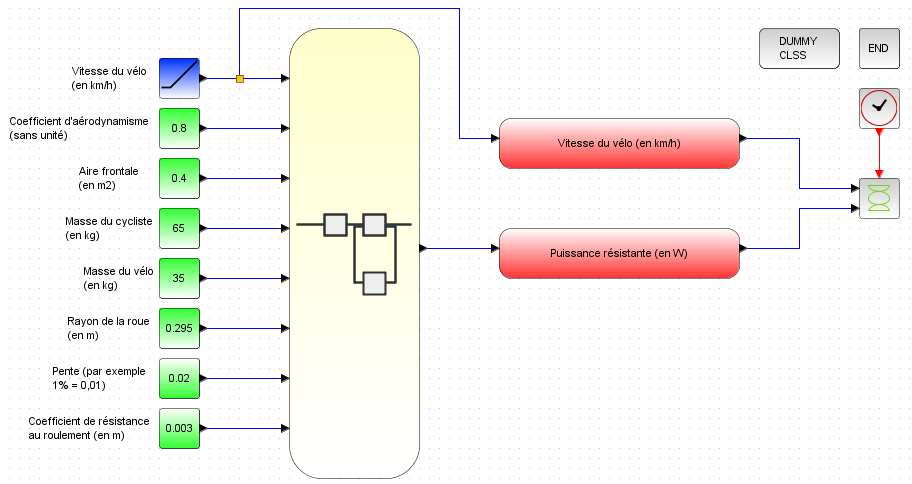 DUMMY
CLSS
END
Vitesse du vélo
(en km/h)
Coefficient d'aérodynamisme
(sans unité)
0.8
Vitesse du vélo (en km/h)
Aire frontale
(en m2)
0.4
Masse du cycliste
(en kg)
65
Puissance résistante (en W)
Masse du vélo
(en kg)
35
Rayon de la roue
(en m)
0.295
Pente (par exemple
1% = 0,01)
0.02
Coefficient de résistance
au roulement (en m)
0.003